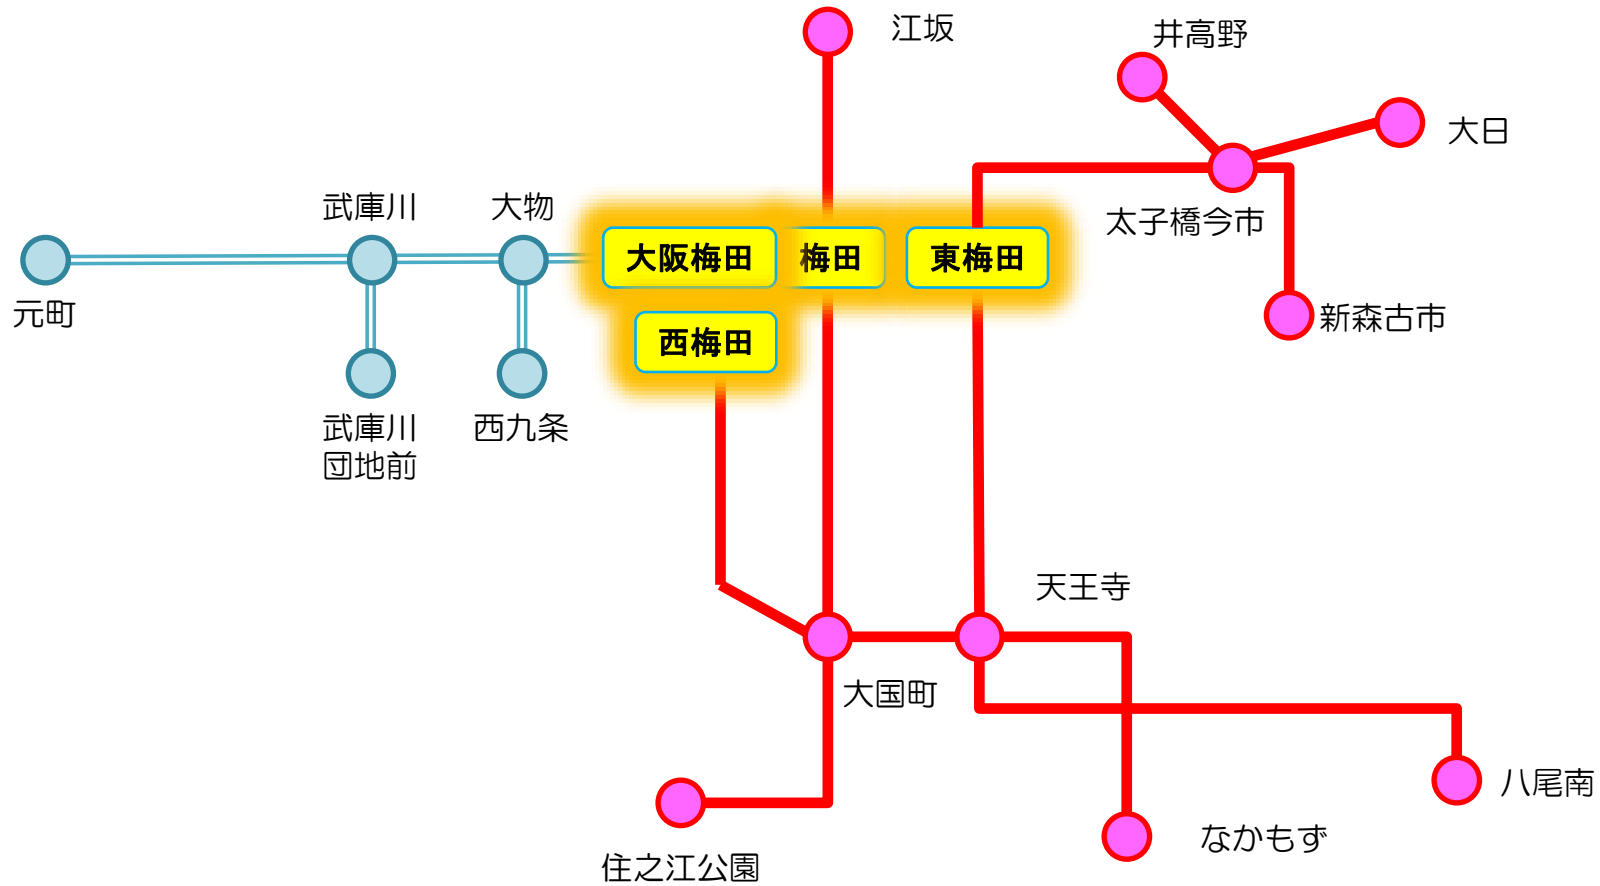 江坂
井高野
大日
武庫川
大物
太子橋今市
大阪梅田
梅田
東梅田
元町
新森古市
西梅田
武庫川
団地前
西九条
天王寺
大国町
八尾南
なかもず
住之江公園